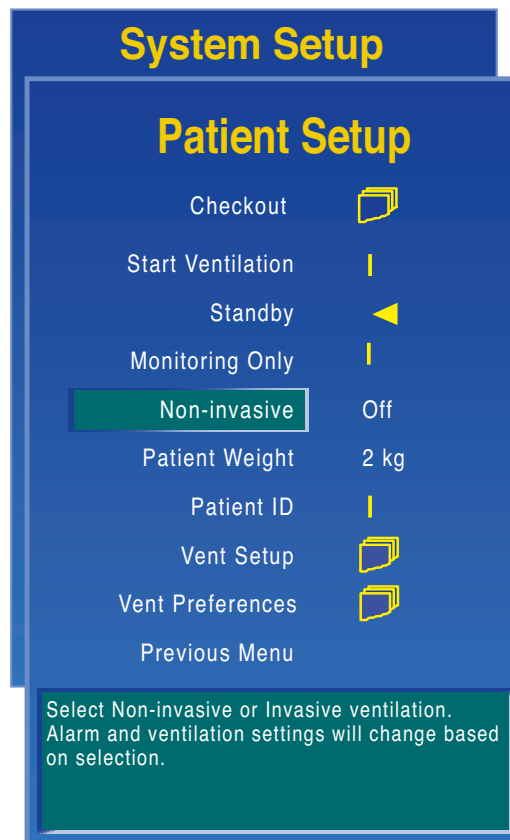 System Setup
Patient Setup
Checkout
Start Ventilation
Standby
Monitoring Only
Non-invasive Off
Patient Weight 2 kg
Patient ID
Vent Setup
Vent Preferences
Previous Menu
Select Non-invasive or Invasive ventilation.
Alarm and ventilation settings will change based
on selection.